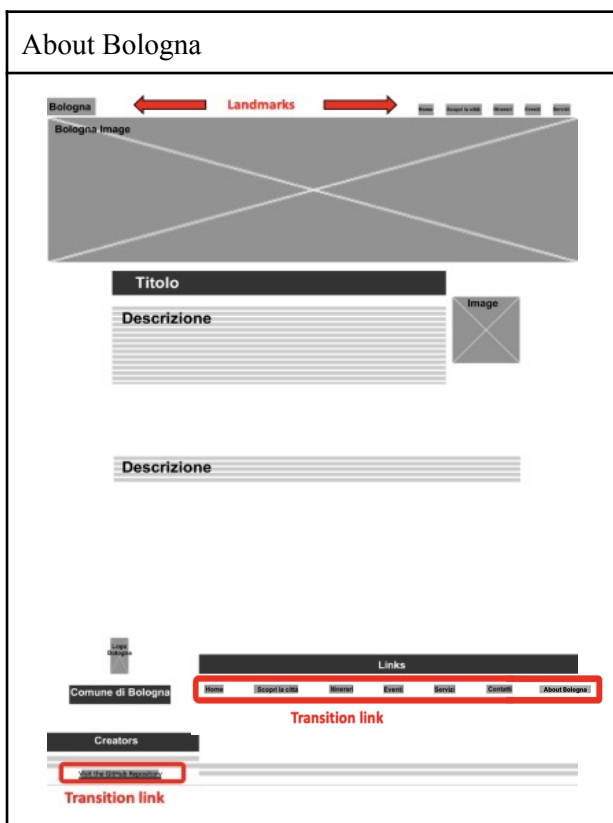 About Bologna
Bologna Landmarks Home Scopri la città Itinerari Eventi Servizi
Bologna Image
Titolo
Image
Descrizione
Descrizione
Logo Bologna
Links
Comune di Bologna Home Scopri la città Itinerari Eventi Servizi Contatti About Bologna
Transition link
Creators
Visit the GitHub Repository
Transition link